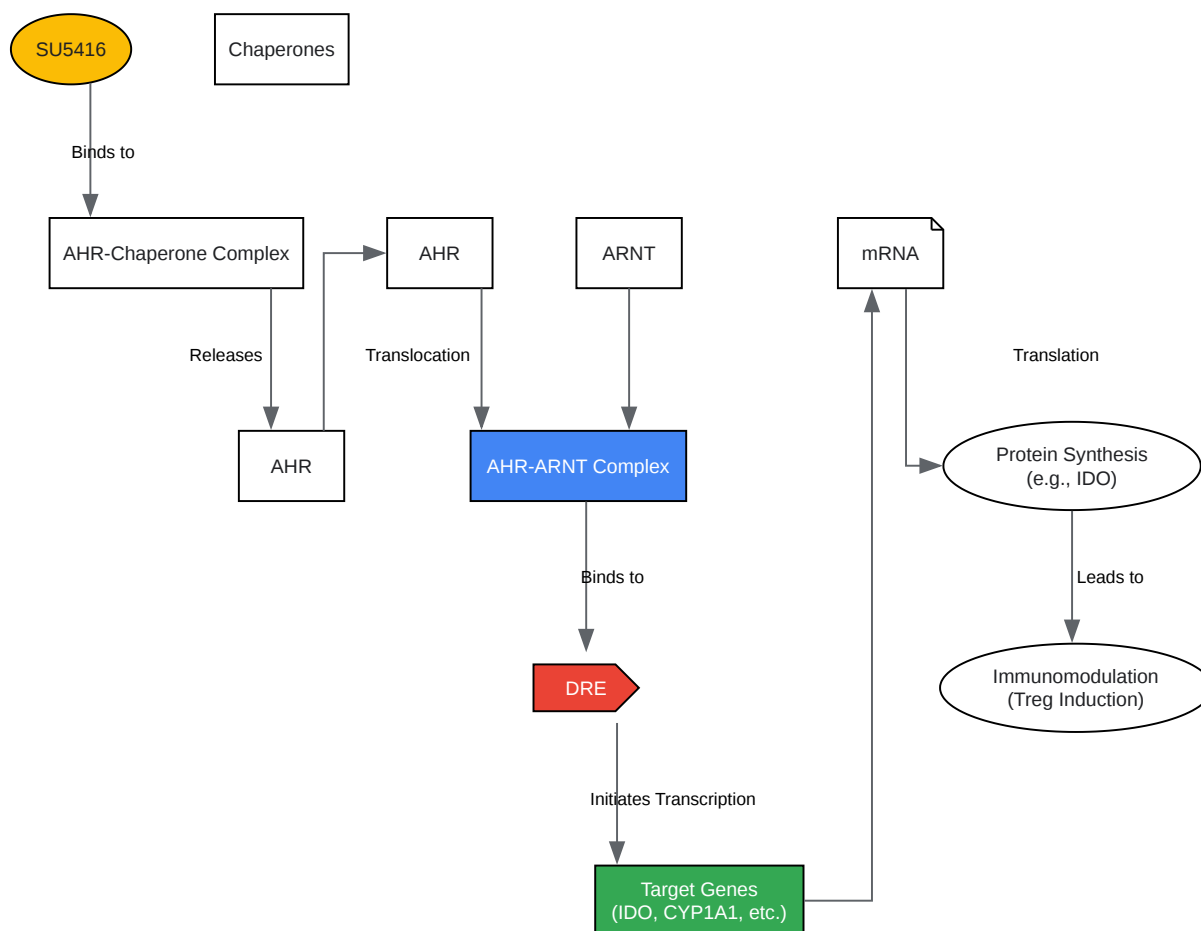 SU5416
Chaperones
Binds to
AHR-Chaperone Complex
AHR
ARNT
mRNA
Releases
Translocation
Translation
AHR
AHR-ARNT Complex
Protein Synthesis
(e.g., IDO)
Binds to
Leads to
DRE
Immunomodulation
(Treg Induction)
Initiates Transcription
Target Genes
(IDO, CYP1A1, etc.)